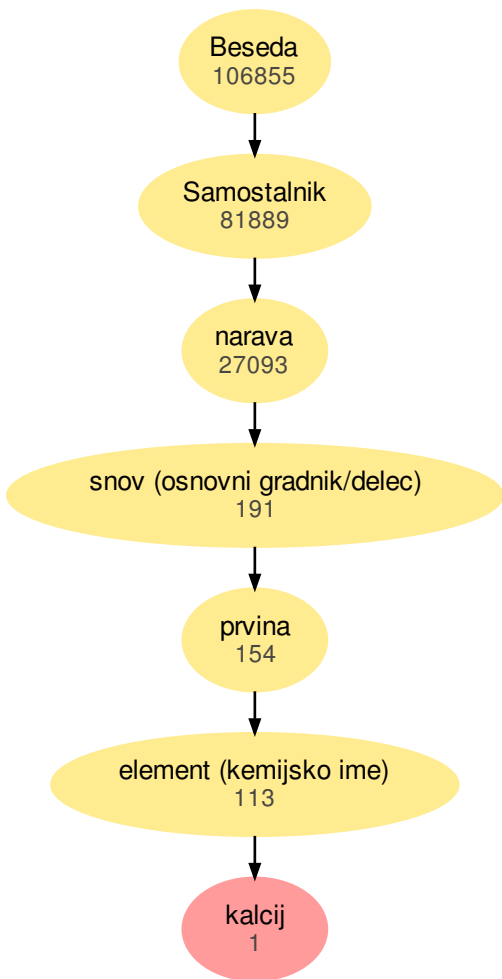 Beseda
106855
Samostalnik
81889
narava
27093
snov (osnovni gradnik/delec)
191
prvina
154
element (kemijsko ime)
113
kalcij
1